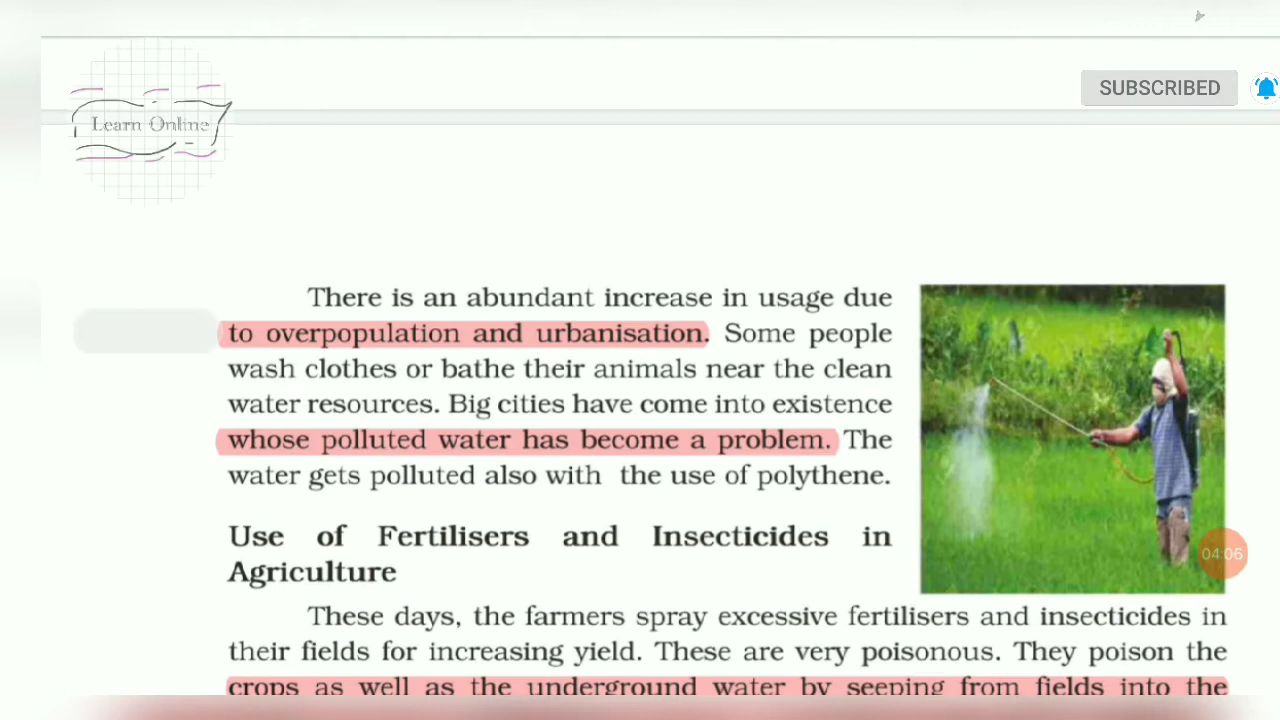 SUBSCRIBED
Learn Online
There is an abundant increase in usage due
to overpopulation and urbanisation. Some people
wash clothes or bathe their animals near the clean
water resources. Big cities have come into existence
whose polluted water has become a problem. The
water gets polluted also with the use of polythene.
Use of Fertilisers and Insecticides in
Agriculture
04:06
These days, the farmers spray excessive fertilisers and insecticides in
their fields for increasing yield. These are very poisonous. They poison the
crops as well as the underground water by seeping from fields into the